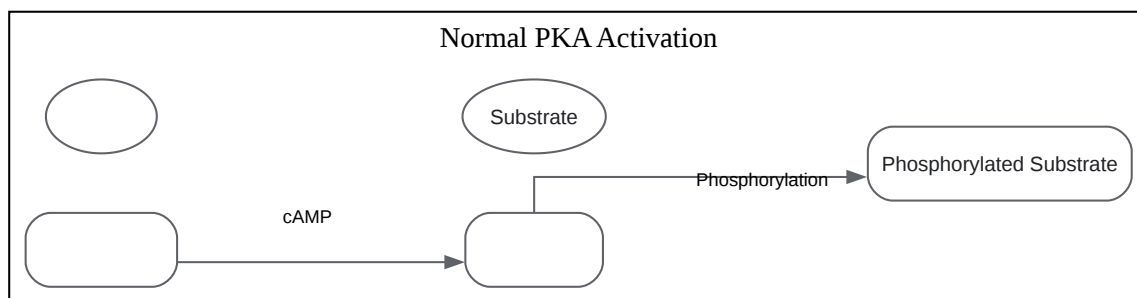 Normal PKA Activation
Substrate
Phosphorylated Substrate
Phosphorylation
cAMP